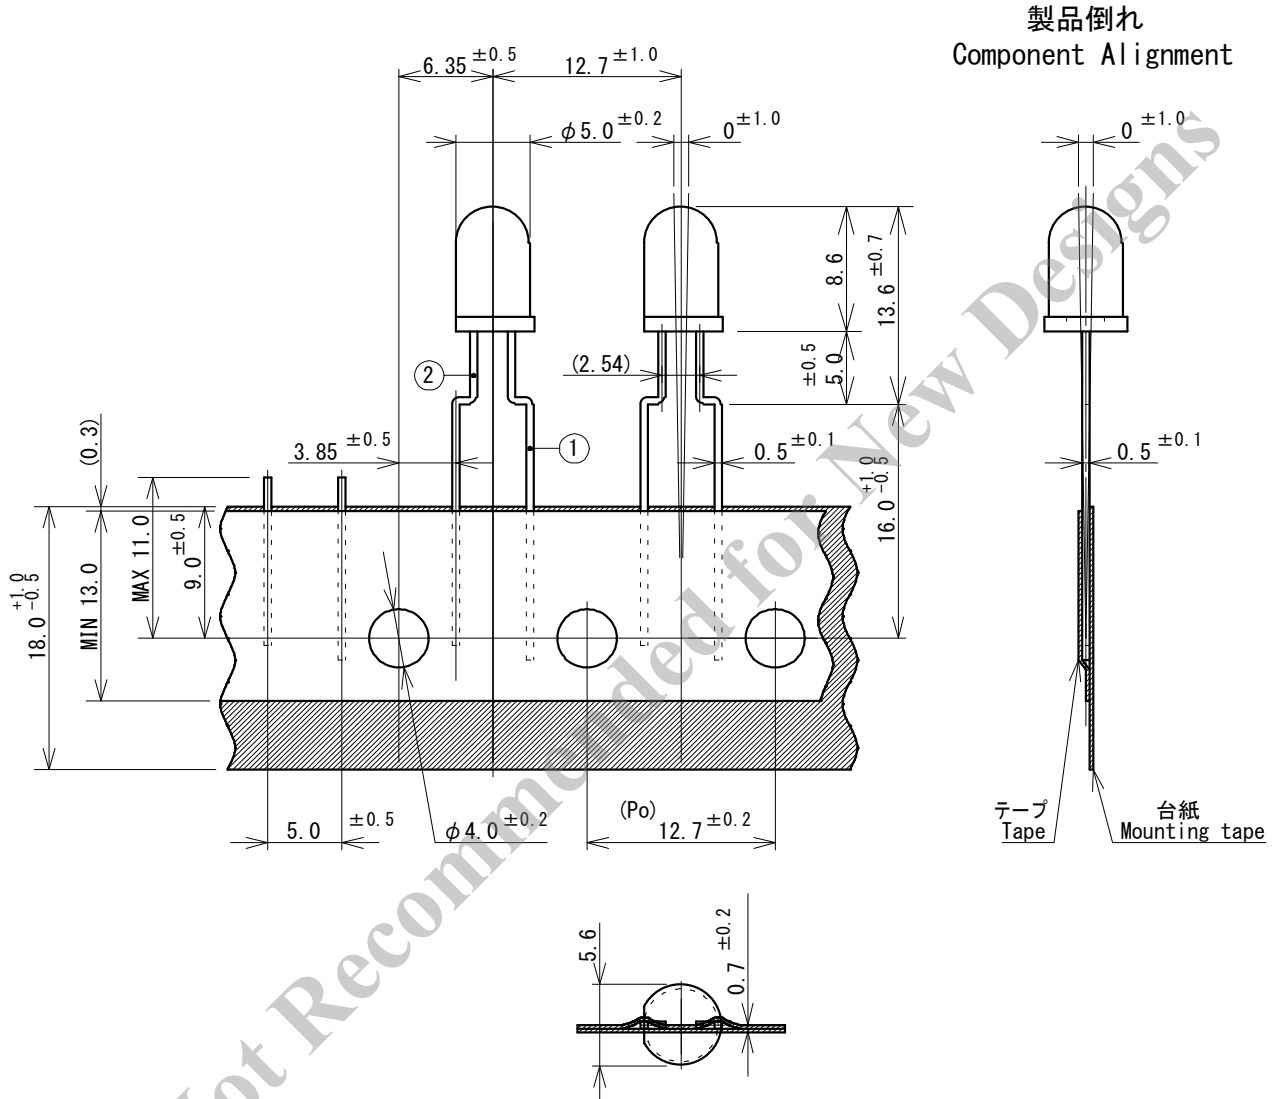 製品倒れ
Component Alignment
6.35 ±0.5
12.7 ±1.0
φ5.0 ±0.2
0 ±1.0
0 ±1.0
8.6
13.6 ±0.7
②
(2.54)
5.0 ±0.5
(0.3)
3.85 ±0.5
①
0.5 ±0.1
0.5 ±0.1
16.0 +1.0 -0.5
MAX 11.0
9.0 ±0.5
18.0 +1.0 -0.5
MIN 13.0
5.0 ±0.5
φ4.0 ±0.2
(Po)
12.7 ±0.2
テープ
Tape
台紙
Mounting tape
5.6
0.7 ±0.2
Not Recommended for New Designs